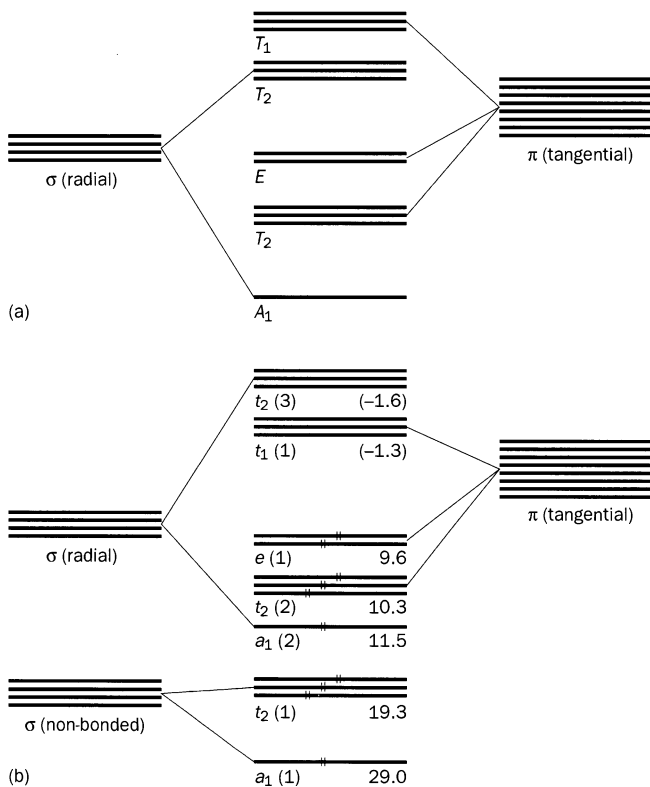 T₁
T₂
σ (radial)
π (tangential)
E
T₂
(a)
A₁
t₂ (3) (–1.6)
t₁ (1) (–1.3)
π (tangential)
σ (radial)
e (1) 9.6
t₂ (2) 10.3
a₁ (2) 11.5
t₂ (1) 19.3
σ (non-bonded)
(b)
a₁ (1) 29.0